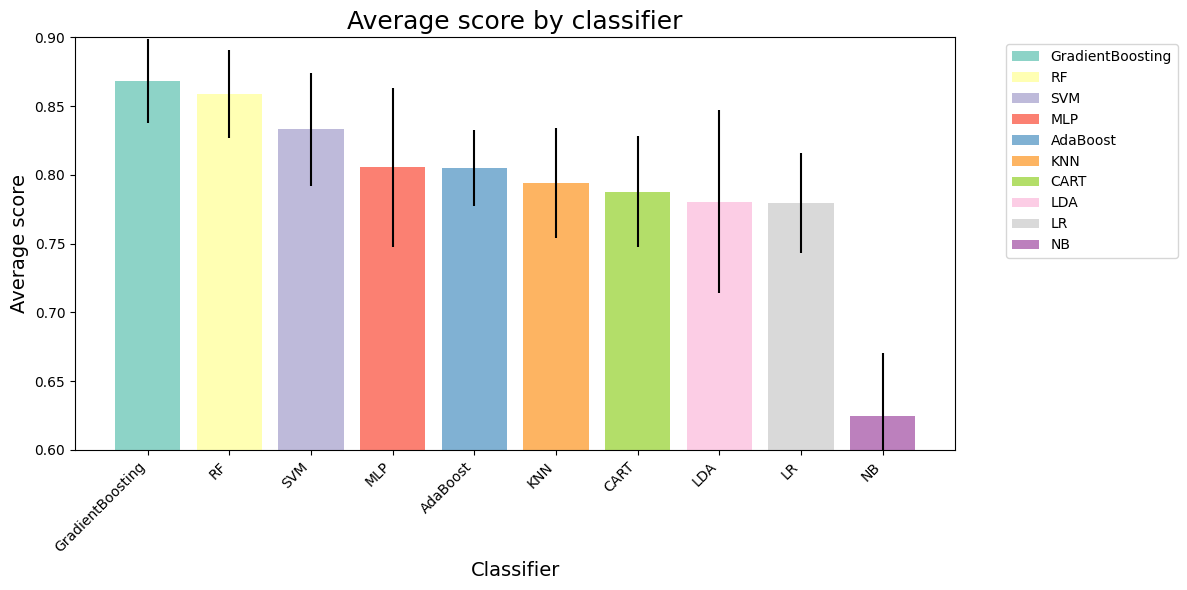 Average score by classifier
Average score
0.90
0.85
0.80
0.75
0.70
0.65
0.60
GradientBoosting
RF
SVM
MLP
AdaBoost
KNN
CART
LDA
LR
NB
Classifier
GradientBoosting
RF
SVM
MLP
AdaBoost
KNN
CART
LDA
LR
NB